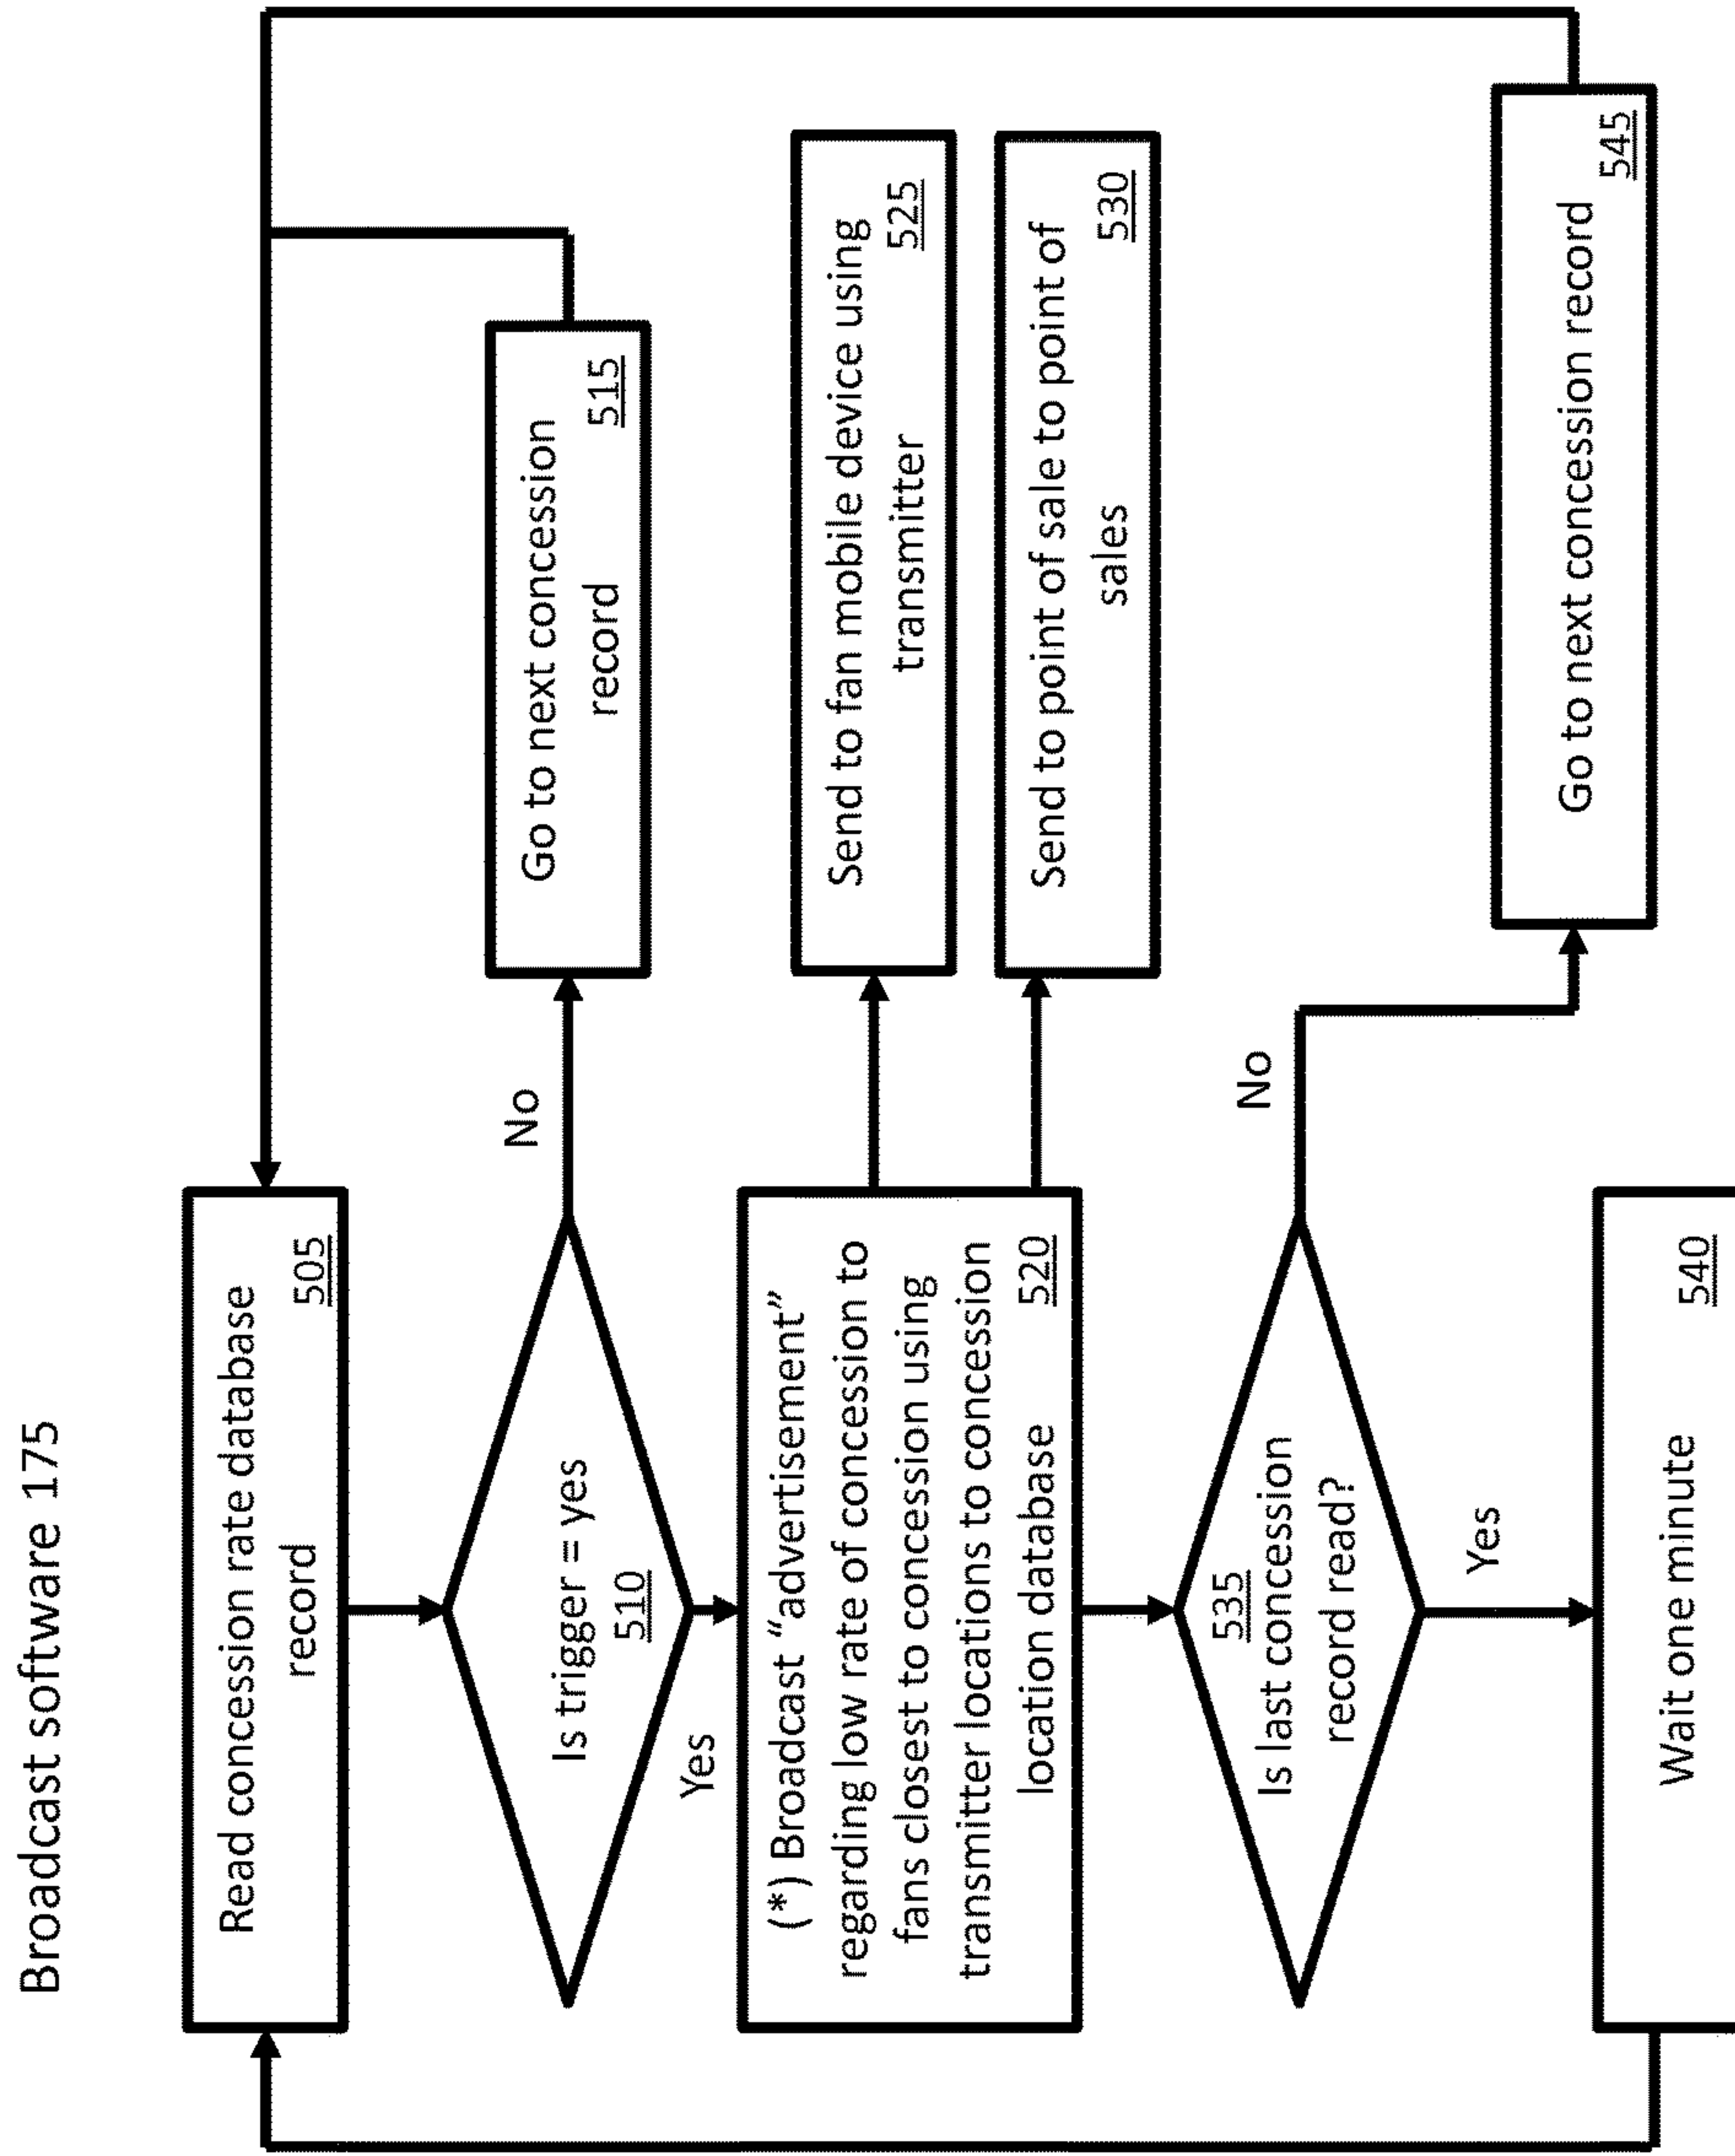 Broadcast software 175
Read concession rate database
record
505
Is trigger = yes
510
No
Go to next concession
record
515
Yes
(*) Broadcast “advertisement”
regarding low rate of concession to
fans closest to concession using
transmitter locations to concession
location database
520
Send to fan mobile device using
525
transmitter
Send to point of sale to point of
sales
530
535
Is last concession
record read?
No
Go to next concession record
545
Yes
Wait one minute
540